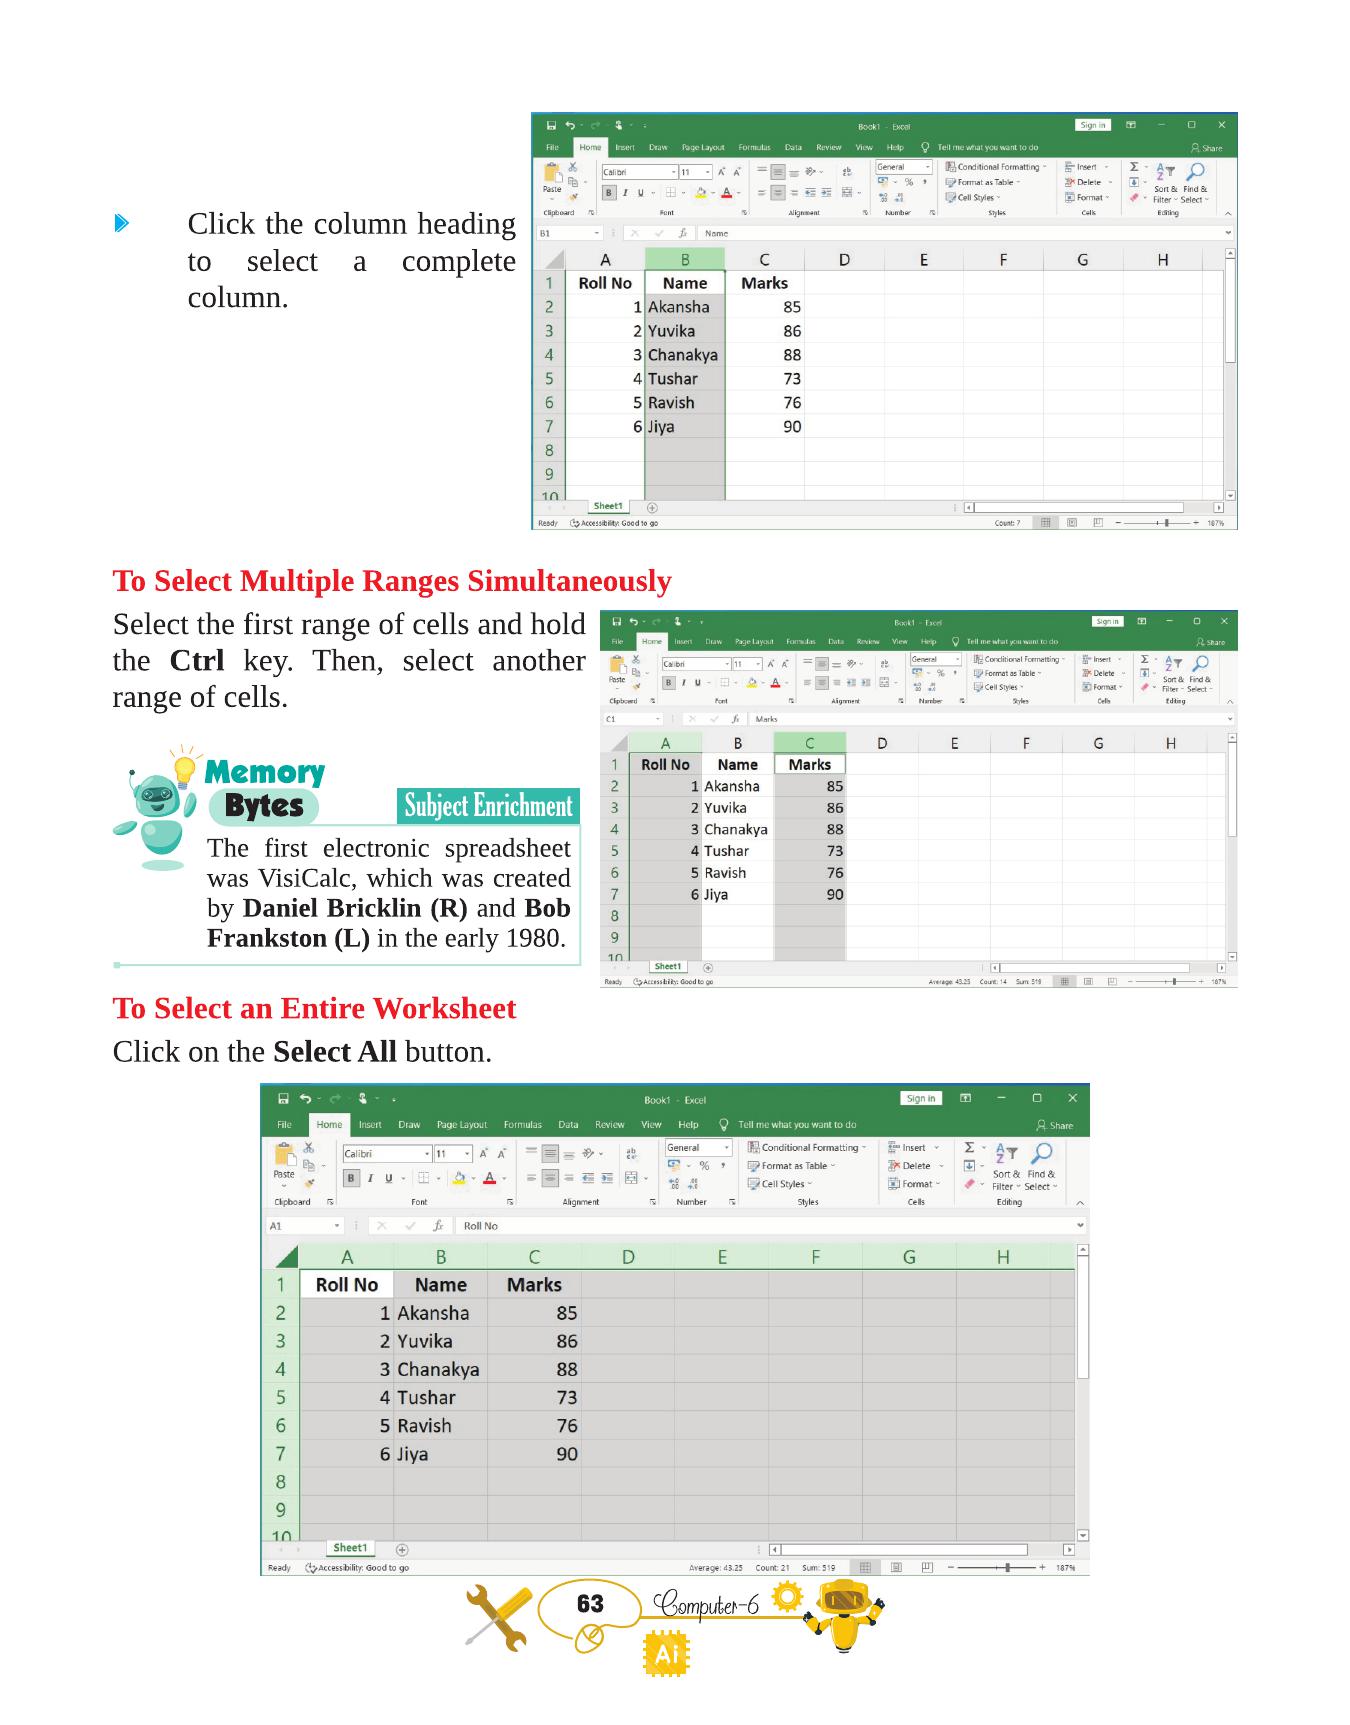 Click the column heading
to select a complete
column.
Book1 - Excel
Sign in
File Home Insert Draw Page Layout Formulas Data Review View Help Tell me what you want to do Share
Calibri 11 General Conditional Formatting Insert
Paste Format as Table Delete Sort & Find &
B I U % Cell Styles Format Filter Select
Clipboard Font Alignment Number Styles Cells Editing
B1 fx Name
A B C D E F G H
1 Roll No Name Marks
2 1 Akansha 85
3 2 Yuvika 86
4 3 Chanakya 88
5 4 Tushar 73
6 5 Ravish 76
7 6 Jiya 90
8
9
10
Sheet1
Ready Accessibility: Good to go Count: 7 187%
To Select Multiple Ranges Simultaneously
Select the first range of cells and hold
the Ctrl key. Then, select another
range of cells.
Book1 - Excel
Sign in
File Home Insert Draw Page Layout Formulas Data Review View Help Tell me what you want to do Share
Calibri 11 General Conditional Formatting Insert
Paste Format as Table Delete Sort & Find &
B I U % Cell Styles Format Filter Select
Clipboard Font Alignment Number Styles Cells Editing
C1 fx Marks
A B C D E F G H
1 Roll No Name Marks
2 1 Akansha 85
3 2 Yuvika 86
4 3 Chanakya 88
5 4 Tushar 73
6 5 Ravish 76
7 6 Jiya 90
8
9
10
Sheet1
Ready Accessibility: Good to go Average: 43.25 Count: 14 Sum: 519 187%
Memory
Bytes
Subject Enrichment
The first electronic spreadsheet
was VisiCalc, which was created
by Daniel Bricklin (R) and Bob
Frankston (L) in the early 1980.
To Select an Entire Worksheet
Click on the Select All button.
Book1 - Excel
Sign in
File Home Insert Draw Page Layout Formulas Data Review View Help Tell me what you want to do Share
Calibri 11 General Conditional Formatting Insert
Paste Format as Table Delete Sort & Find &
B I U % Cell Styles Format Filter Select
Clipboard Font Alignment Number Styles Cells Editing
A1 fx Roll No
A B C D E F G H
1 Roll No Name Marks
2 1 Akansha 85
3 2 Yuvika 86
4 3 Chanakya 88
5 4 Tushar 73
6 5 Ravish 76
7 6 Jiya 90
8
9
10
Sheet1
Ready Accessibility: Good to go Average: 43.25 Count: 21 Sum: 519 187%
63 Computer-6
Ai